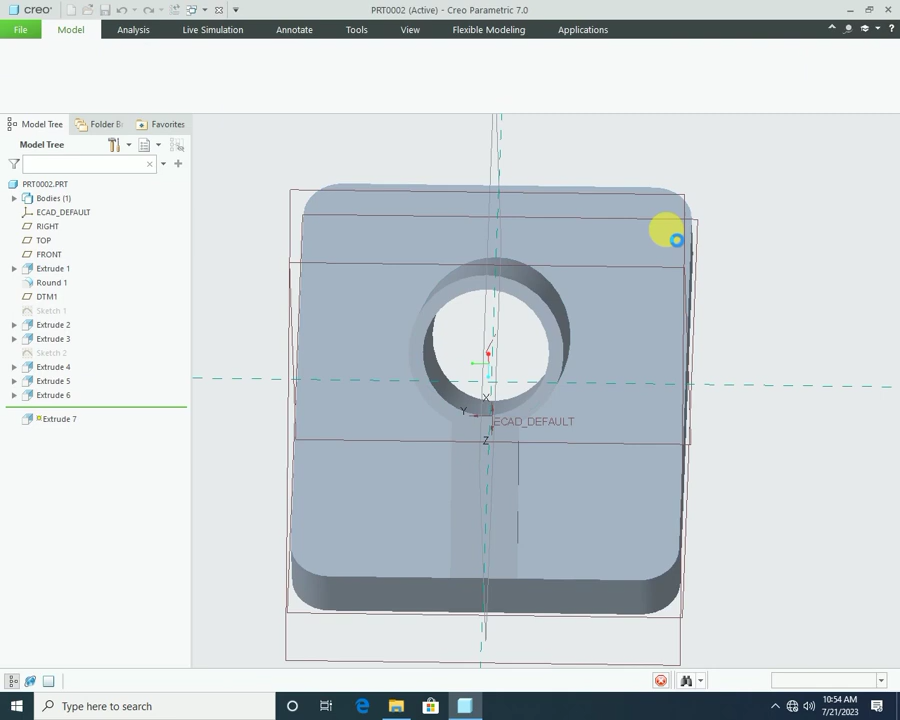 creo
PRT0002 (Active) - Creo Parametric 7.0
File
Model
Analysis
Live Simulation
Annotate
Tools
View
Flexible Modeling
Applications
Model Tree
Folder Br
Favorites
Model Tree
PRT0002.PRT
Bodies (1)
ECAD_DEFAULT
RIGHT
TOP
FRONT
Extrude 1
Round 1
DTM1
Sketch 1
Extrude 2
Extrude 3
Sketch 2
Extrude 4
Extrude 5
Extrude 6
Extrude 7
X
Y
ECAD_DEFAULT
Z
Type here to search
10:54 AM
7/21/2023